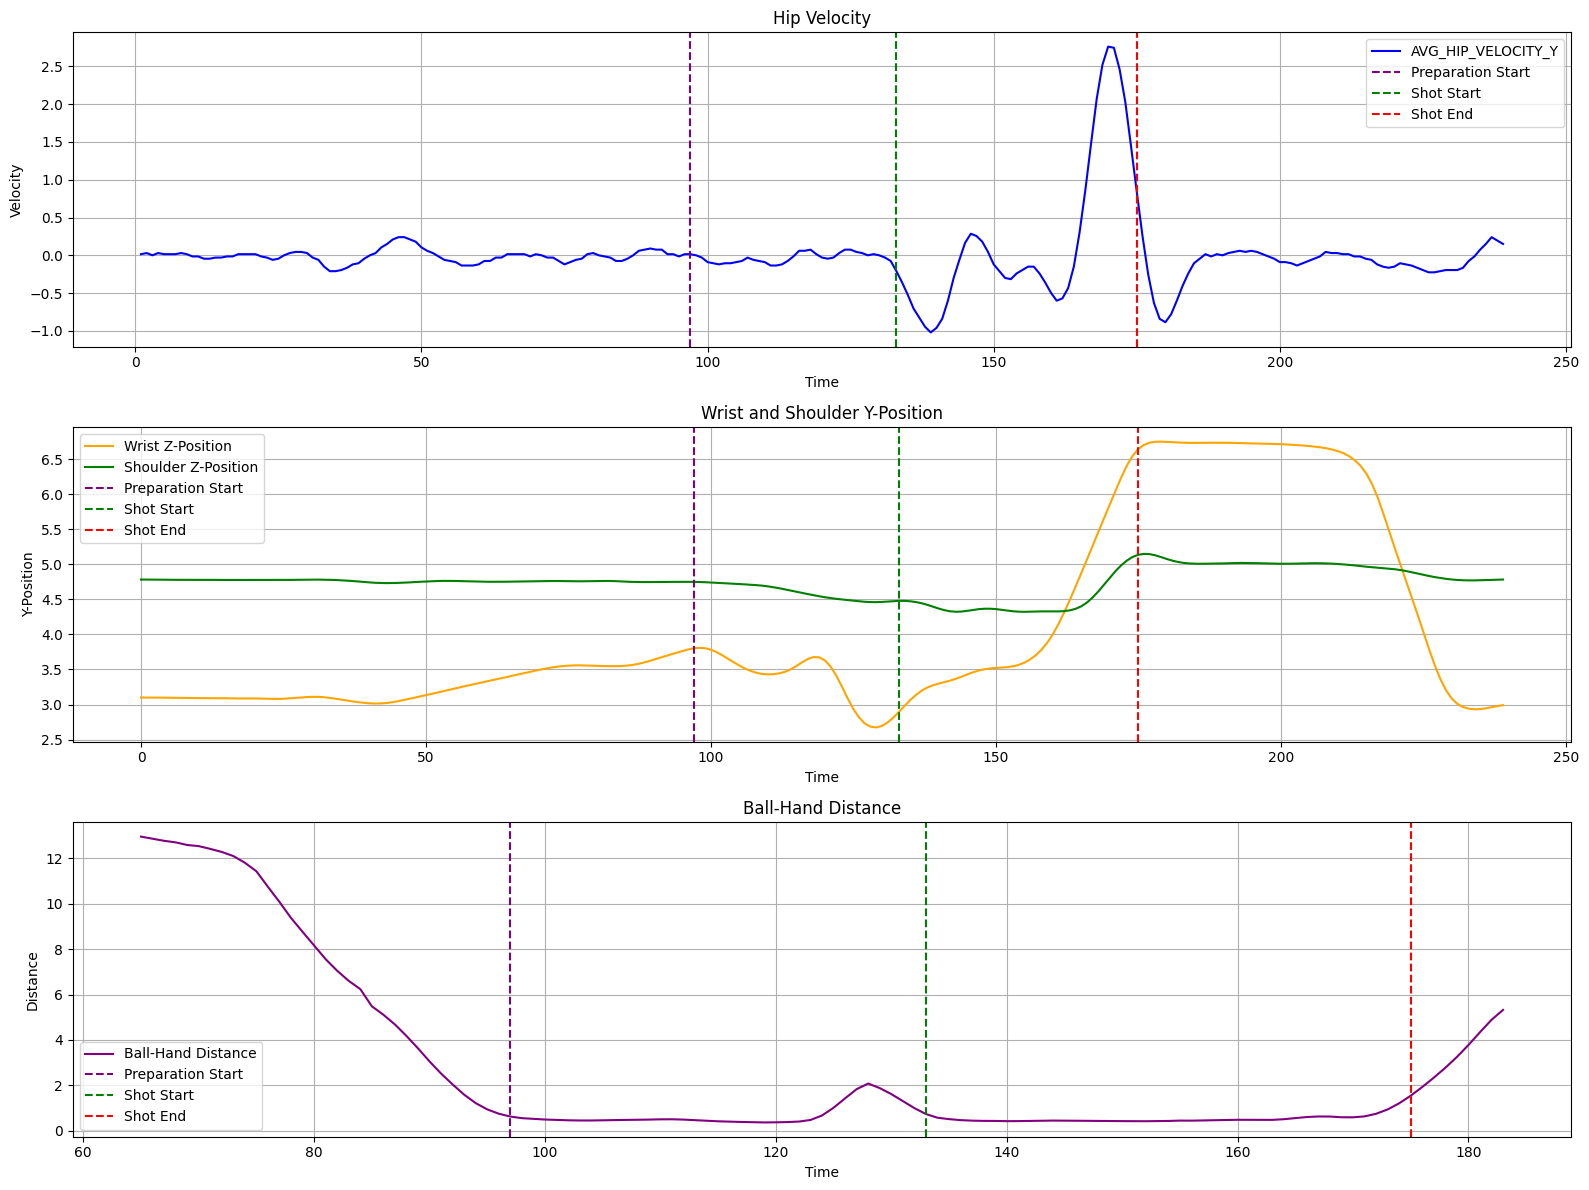 Hip Velocity
Velocity
2.5
2.0
1.5
1.0
0.5
0.0
−0.5
−1.0
AVG_HIP_VELOCITY_Y
Preparation Start
Shot Start
Shot End
0 50 100 150 200 250
Time
Wrist and Shoulder Y-Position
Y-Position
6.5
6.0
5.5
5.0
4.5
4.0
3.5
3.0
2.5
Wrist Z-Position
Shoulder Z-Position
Preparation Start
Shot Start
Shot End
0 50 100 150 200 250
Time
Ball-Hand Distance
Distance
12
10
8
6
4
2
0
Ball-Hand Distance
Preparation Start
Shot Start
Shot End
60 80 100 120 140 160 180
Time